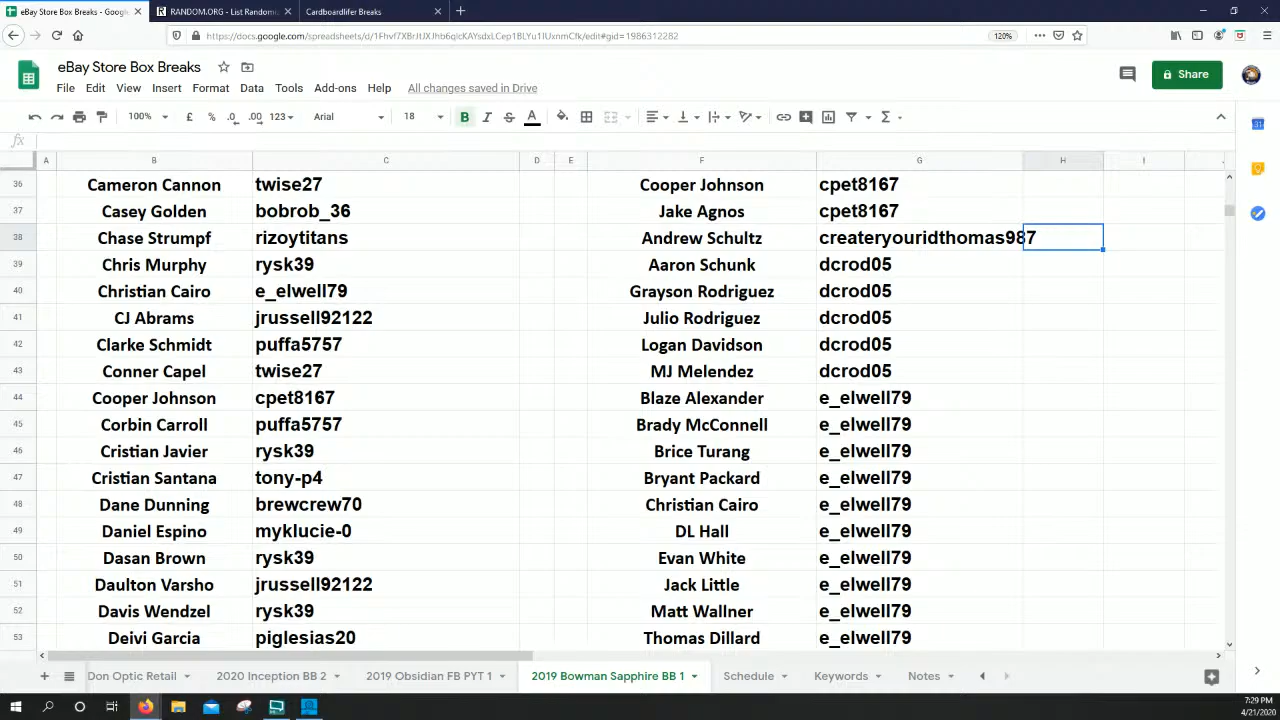 eBay Store Box Breaks - Google
RANDOM.ORG - List Randomiz
Cardboardlifer Breaks
120%
eBay Store Box Breaks
File Edit View Insert Format Data Tools Add-ons Help All changes saved in Drive
Share
100% £ % .0 .00 123 Arial 18 B I S A
fx
A B C D E F G H I
36 Cameron Cannon twise27 Cooper Johnson cpet8167
37 Casey Golden bobrob_36 Jake Agnos cpet8167
38 Chase Strumpf rizoytitans Andrew Schultz createryouridthomas987
39 Chris Murphy rysk39 Aaron Schunk dcrod05
40 Christian Cairo e_elwell79 Grayson Rodriguez dcrod05
41 CJ Abrams jrussell92122 Julio Rodriguez dcrod05
42 Clarke Schmidt puffa5757 Logan Davidson dcrod05
43 Conner Capel twise27 MJ Melendez dcrod05
44 Cooper Johnson cpet8167 Blaze Alexander e_elwell79
45 Corbin Carroll puffa5757 Brady McConnell e_elwell79
46 Cristian Javier rysk39 Brice Turang e_elwell79
47 Cristian Santana tony-p4 Bryant Packard e_elwell79
48 Dane Dunning brewcrew70 Christian Cairo e_elwell79
49 Daniel Espino myklucie-0 DL Hall e_elwell79
50 Dasan Brown rysk39 Evan White e_elwell79
51 Daulton Varsho jrussell92122 Jack Little e_elwell79
52 Davis Wendzel rysk39 Matt Wallner e_elwell79
53 Deivi Garcia piglesias20 Thomas Dillard e_elwell79
Don Optic Retail 2020 Inception BB 2 2019 Obsidian FB PYT 1 2019 Bowman Sapphire BB 1 Schedule Keywords Notes
7:29 PM
4/21/2020